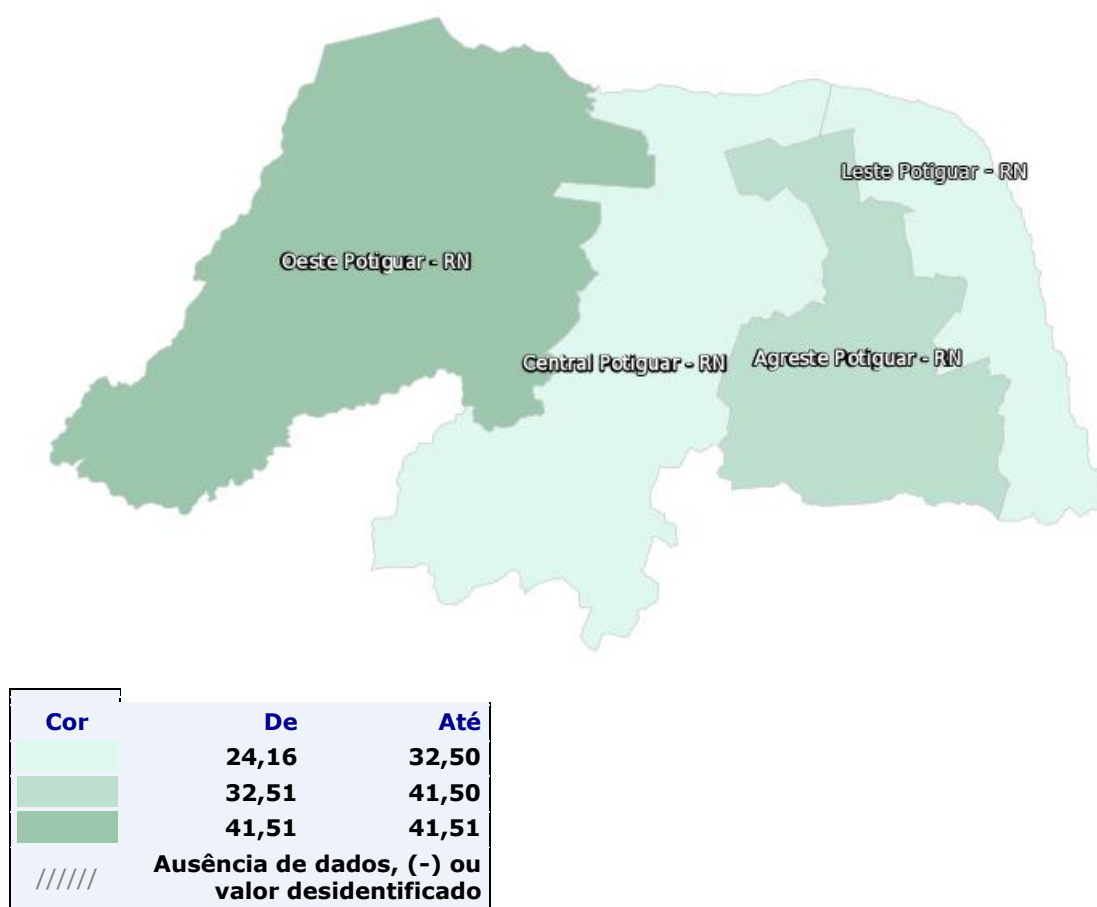 Leste Potiguar - RN
Oeste Potiguar - RN
Central Potiguar - RN
Agreste Potiguar - RN
Cor De Até
24,16 32,50
32,51 41,50
41,51 41,51
////// Ausência de dados, (-) ou
valor desidentificado